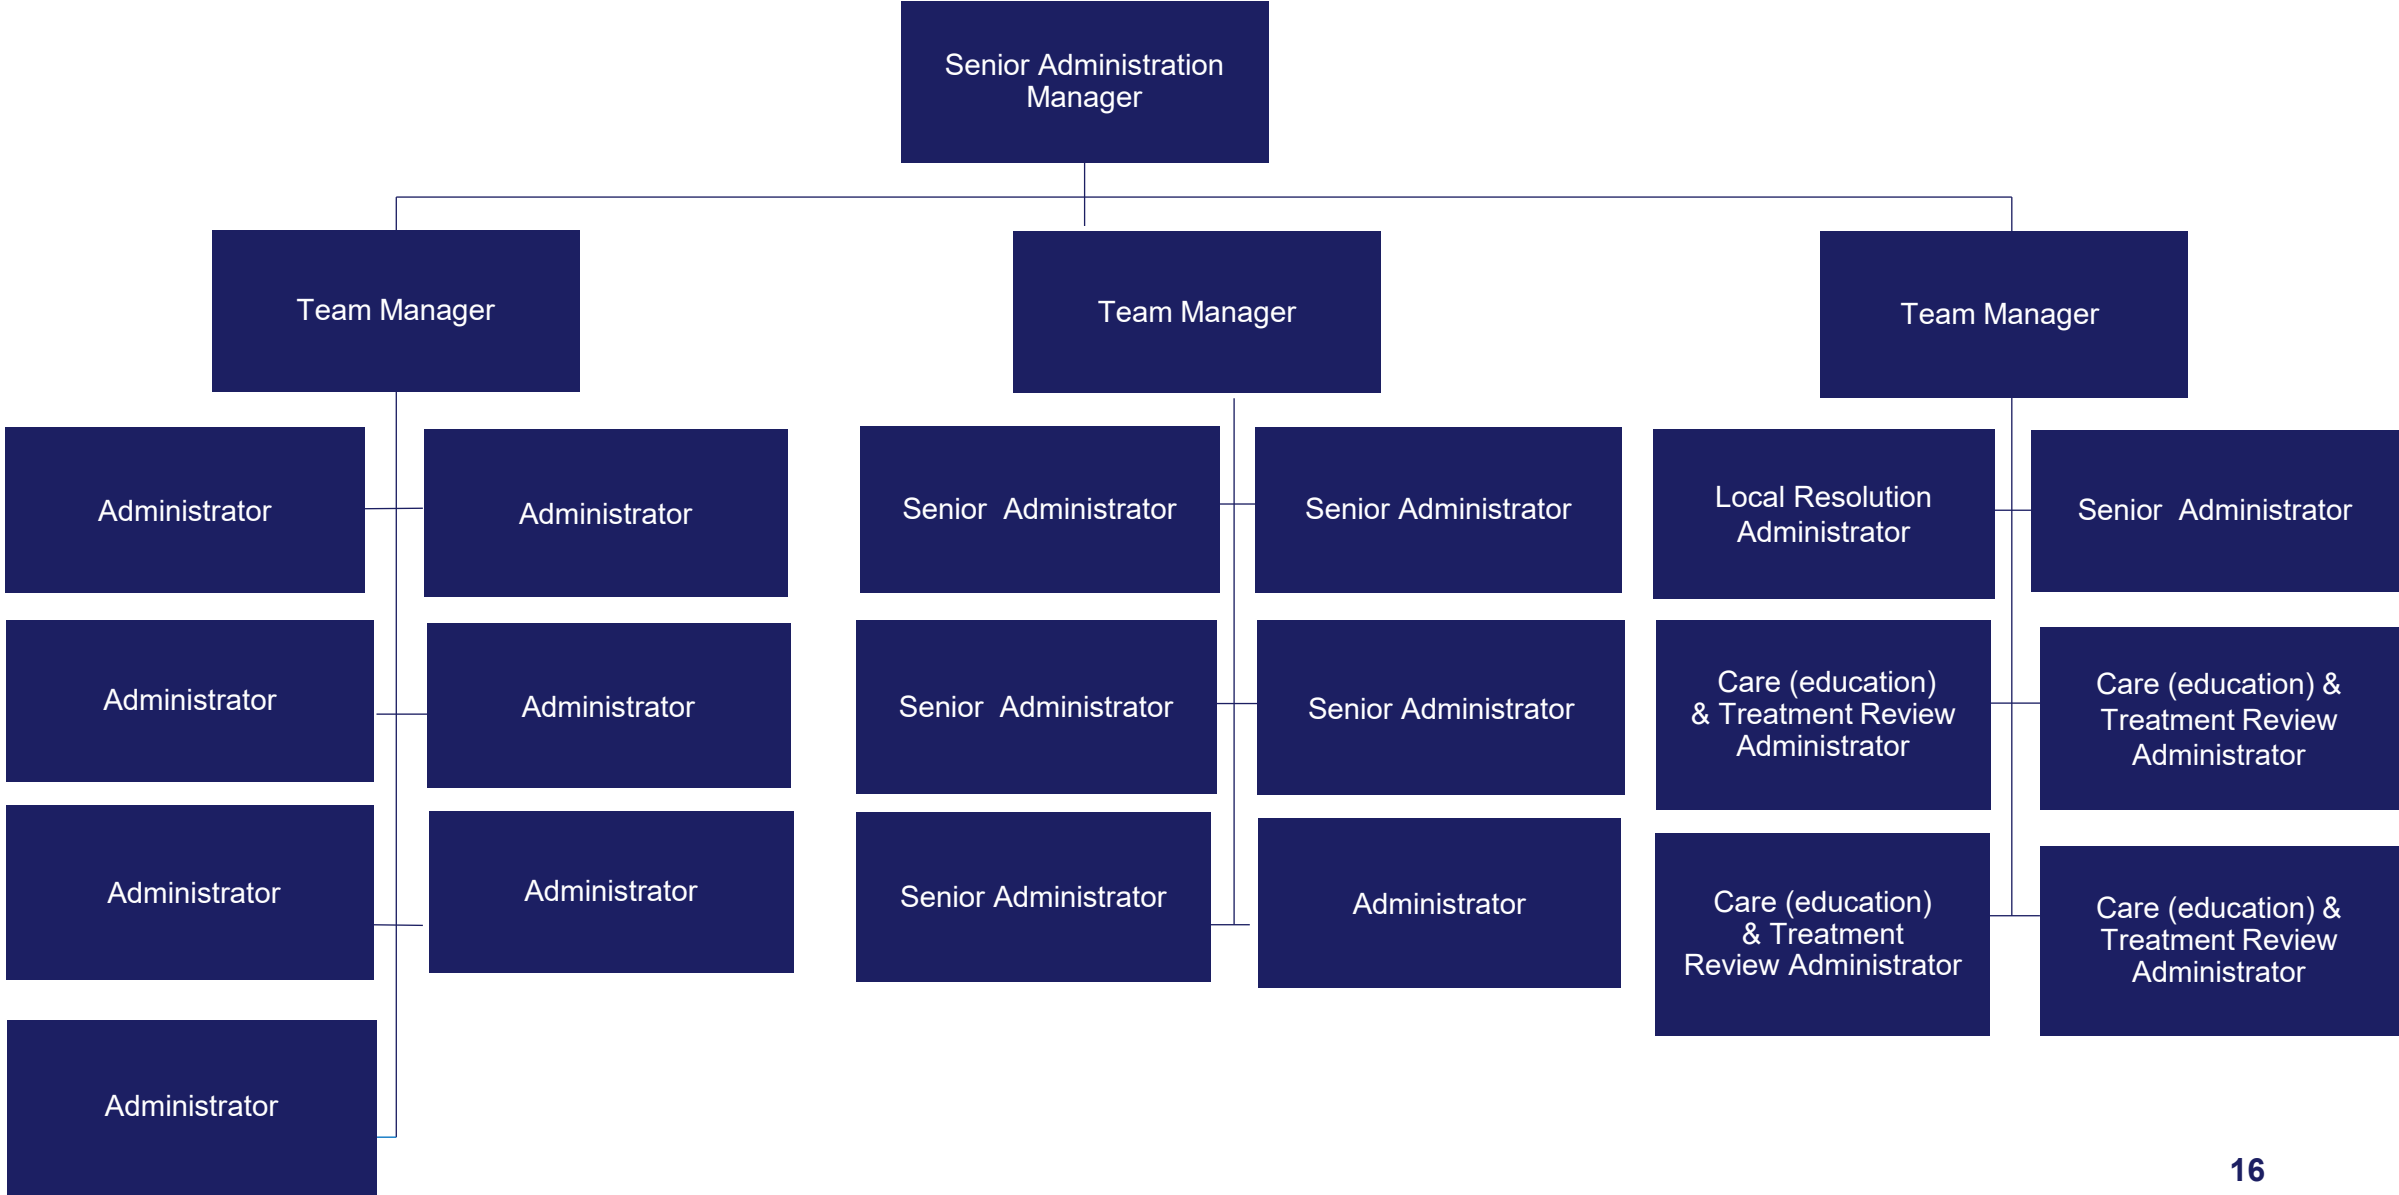 Senior Administration
Manager
Team Manager
Team Manager
Team Manager
Administrator
Administrator
Senior  Administrator
Senior Administrator
Local Resolution
Administrator
Senior  Administrator
Administrator
Administrator
Senior  Administrator
Senior Administrator
Care (education)
& Treatment Review
Administrator
Care (education) &
Treatment Review
Administrator
Administrator
Administrator
Senior Administrator
Administrator
Care (education)
& Treatment
Review Administrator
Care (education) &
Treatment Review
Administrator
Administrator
16